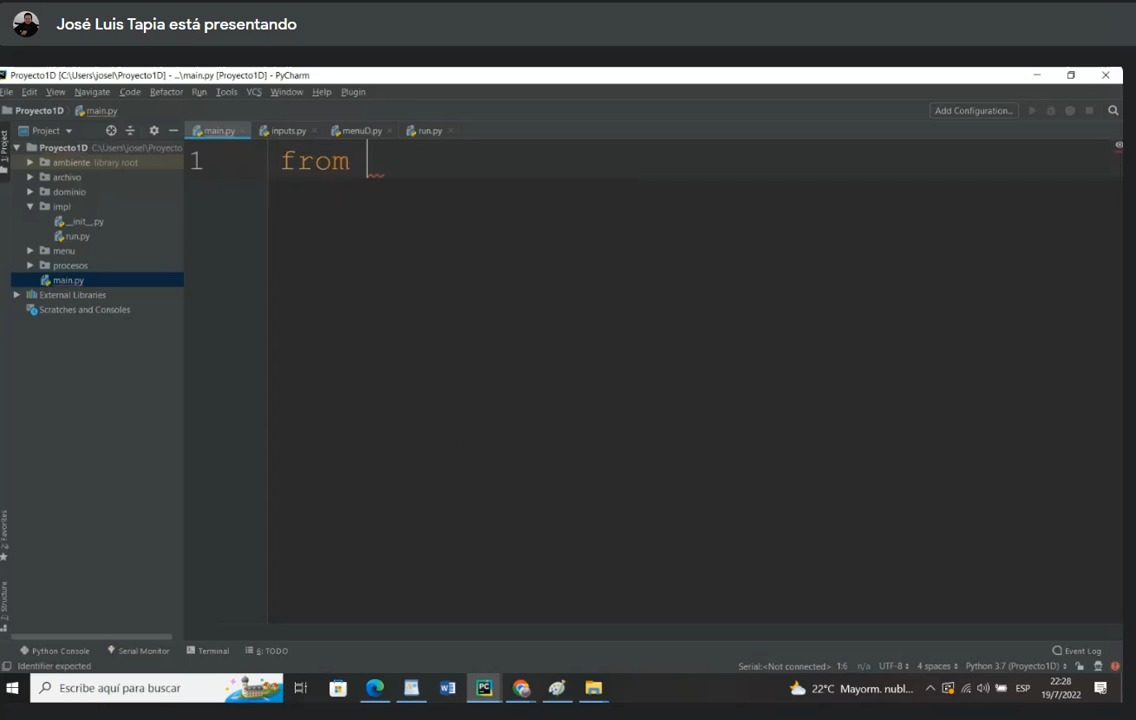 José Luis Tapia está presentando
Proyecto1D [C:\Users\josel\Proyecto1D] - ...\main.py [Proyecto1D] - PyCharm
File Edit View Navigate Code Refactor Run Tools VCS Window Help Plugin
Proyecto1D main.py Add Configuration...
1: Project
Project main.py inputs.py menuD.py run.py
Proyecto1D C:\Users\josel\Proyecto
1 from
ambiente library root
archivo
dominio
impl
__init__.py
run.py
menu
procesos
main.py
External Libraries
Scratches and Consoles
2: Favorites
Z: Structure
Python Console Serial Monitor Terminal 6: TODO Event Log
Identifier expected Serial:<Not connected> 1:6 n/a UTF-8 4 spaces Python 3.7 (Proyecto1D)
Escribe aquí para buscar 22°C Mayorm. nubl... ESP 22:28
19/7/2022